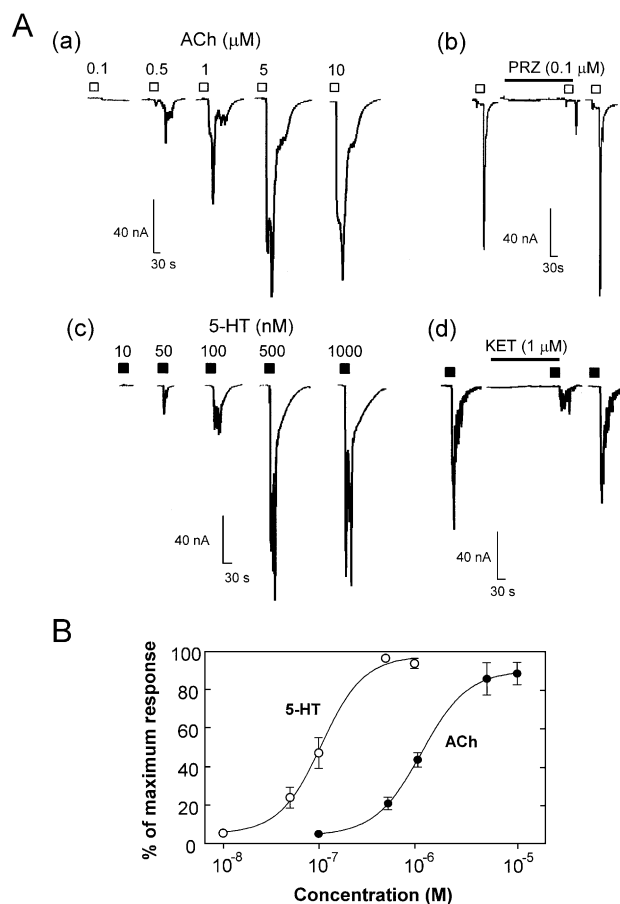 A
(a)
ACh (μM)
0.1 0.5 1 5 10
40 nA
30 s
(b)
PRZ (0.1 μM)
40 nA
30s
(c)
5-HT (nM)
10 50 100 500 1000
40 nA
30 s
(d)
KET (1 μM)
40 nA
30 s
B
% of maximum response
100
80
60
40
20
0
5-HT
ACh
10⁻⁸ 10⁻⁷ 10⁻⁶ 10⁻⁵
Concentration (M)